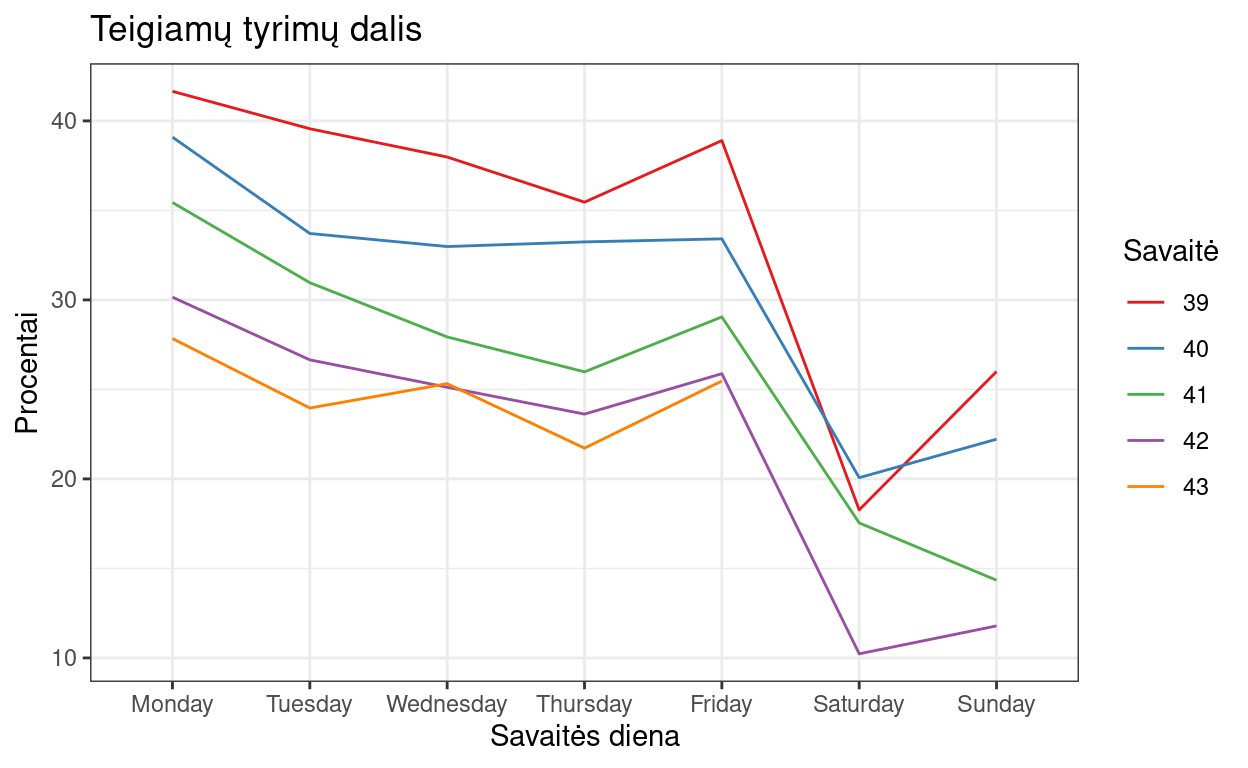 Teigiamų tyrimų dalis
Procentai
40
30
20
10
Monday Tuesday Wednesday Thursday Friday Saturday Sunday
Savaitės diena
Savaitė
39
40
41
42
43